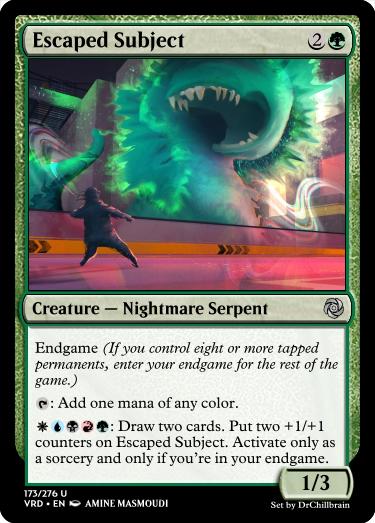 Escaped Subject 2
Creature — Nightmare Serpent
Endgame (If you control eight or more tapped
permanents, enter your endgame for the rest of the
game.)
: Add one mana of any color.
: Draw two cards. Put two +1/+1
counters on Escaped Subject. Activate only as
a sorcery and only if you're in your endgame.
1/3
173/276 U
VRD • EN AMINE MASMOUDI
Set by DrChillbrain